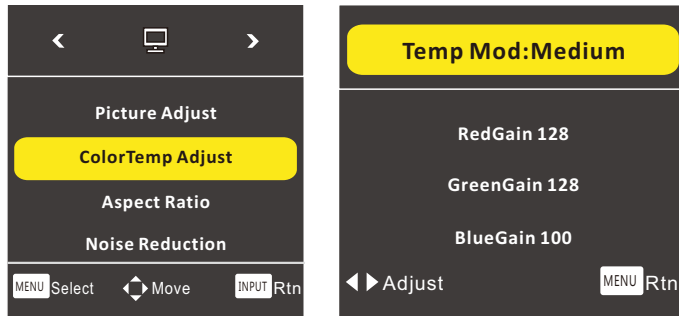 Picture Adjust
ColorTemp Adjust
Aspect Ratio
Noise Reduction
MENU Select Move INPUT Rtn
Temp Mod:Medium
RedGain 128
GreenGain 128
BlueGain 100
Adjust MENU Rtn